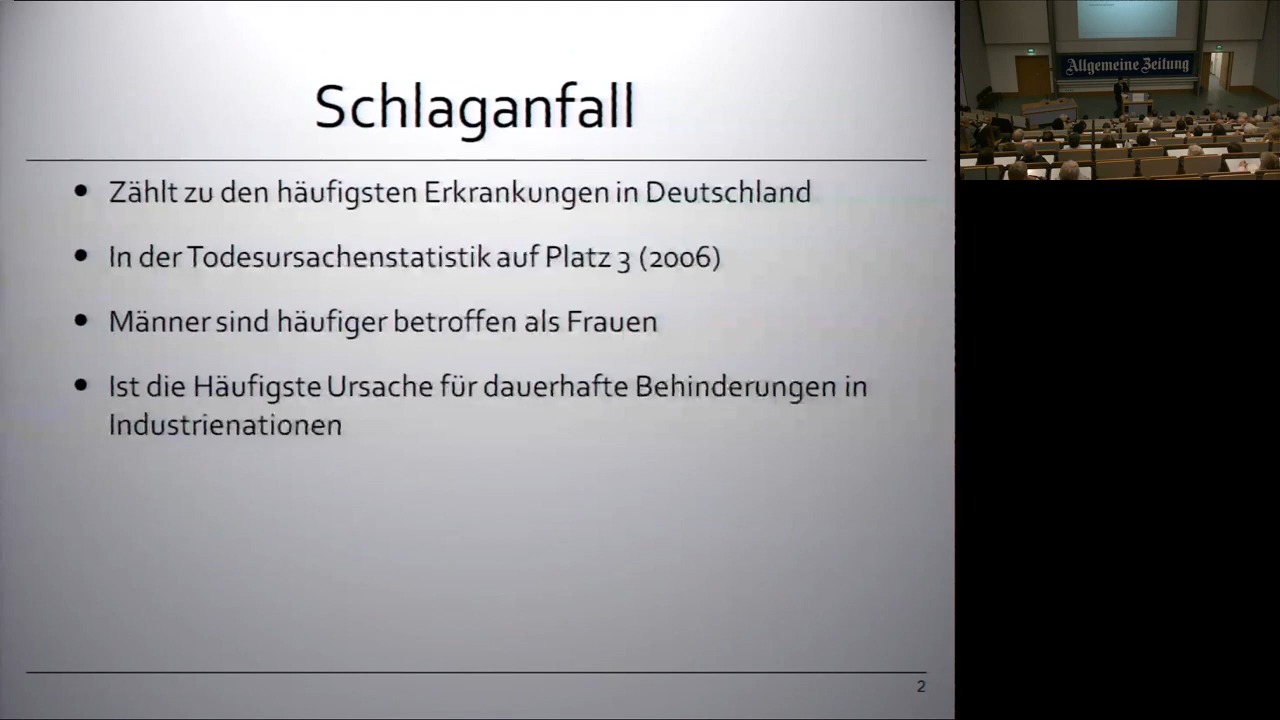 Schlaganfall
Zählt zu den häufigsten Erkrankungen in Deutschland
In der Todesursachenstatistik auf Platz 3 (2006)
Männer sind häufiger betroffen als Frauen
Ist die Häufigste Ursache für dauerhafte Behinderungen in
Industrienationen
2
Allgemeine Zeitung